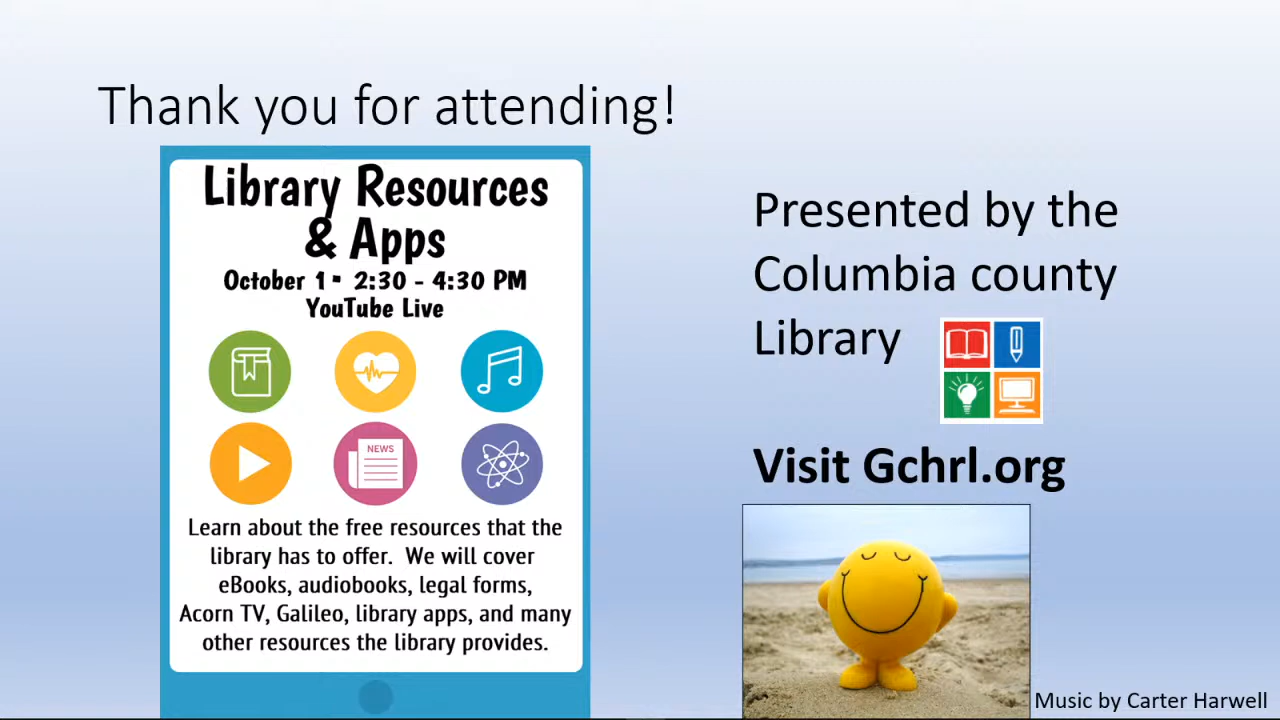 Thank you for attending!
Library Resources
& Apps
October 1 ▪ 2:30 - 4:30 PM
YouTube Live
NEWS
Learn about the free resources that the
library has to offer. We will cover
eBooks, audiobooks, legal forms,
Acorn TV, Galileo, library apps, and many
other resources the library provides.
Presented by the
Columbia county
Library
Visit Gchrl.org
Music by Carter Harwell